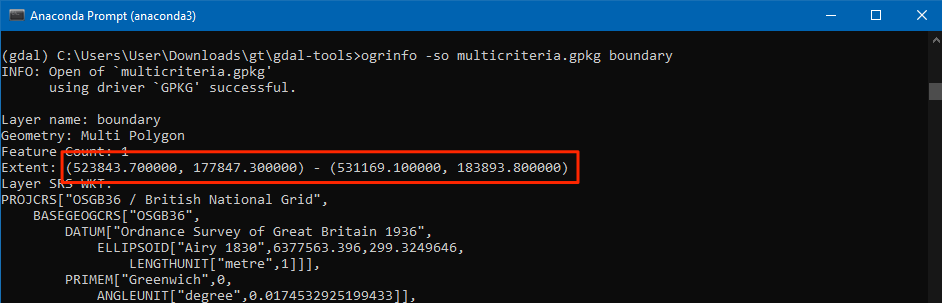 Anaconda Prompt (anaconda3)
(gdal) C:\Users\User\Downloads\gt\gdal-tools>ogrinfo -so multicriteria.gpkg boundary
INFO: Open of `multicriteria.gpkg'
      using driver `GPKG' successful.
Layer name: boundary
Geometry: Multi Polygon
Feature Count: 1
Extent: (523843.700000, 177847.300000) - (531169.100000, 183893.800000)
Layer SRS WKT:
PROJCRS["OSGB36 / British National Grid",
    BASEGEOGCRS["OSGB36",
        DATUM["Ordnance Survey of Great Britain 1936",
            ELLIPSOID["Airy 1830",6377563.396,299.3249646,
                LENGTHUNIT["metre",1]]],
        PRIMEM["Greenwich",0,
            ANGLEUNIT["degree",0.0174532925199433]],